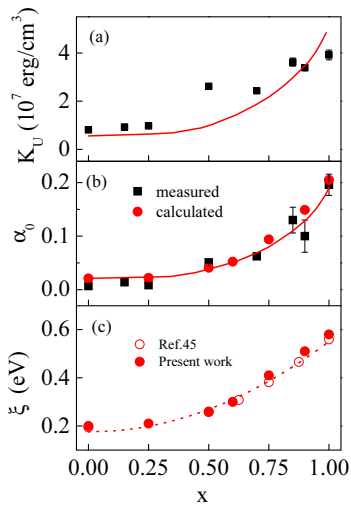 (a)
K_U (10^7 erg/cm^3)
4
2
0
(b)
measured
calculated
α_0
0.2
0.1
0.0
(c)
Ref.45
Present work
ξ (eV)
0.6
0.4
0.2
0.00 0.25 0.50 0.75 1.00
x